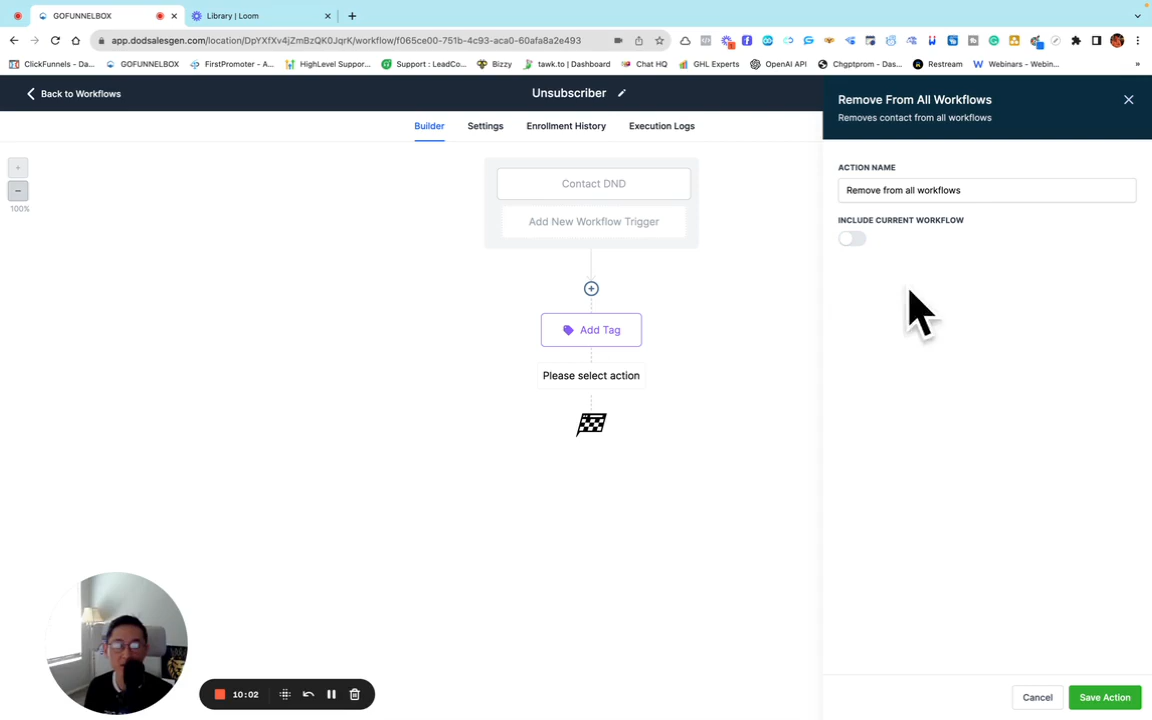 GOFUNNELBOX
Library | Loom
app.dodsalesgen.com/location/DpYXfXv4jZmBzQK0JqrK/workflow/f065ce00-751b-4c93-aca0-60afa8a2e493
ClickFunnels - Da...
GOFUNNELBOX
FirstPromoter - A...
HighLevel Suppor...
Support : LeadCo...
Bizzy
tawk.to | Dashboard
Chat HQ
GHL Experts
OpenAI API
Chgptprom - Das...
Restream
Webinars - Webin...
Back to Workflows
Unsubscriber
Builder
Settings
Enrollment History
Execution Logs
100%
Contact DND
Add New Workflow Trigger
Add Tag
Please select action
Remove From All Workflows
Removes contact from all workflows
ACTION NAME
Remove from all workflows
INCLUDE CURRENT WORKFLOW
10:02
Cancel
Save Action